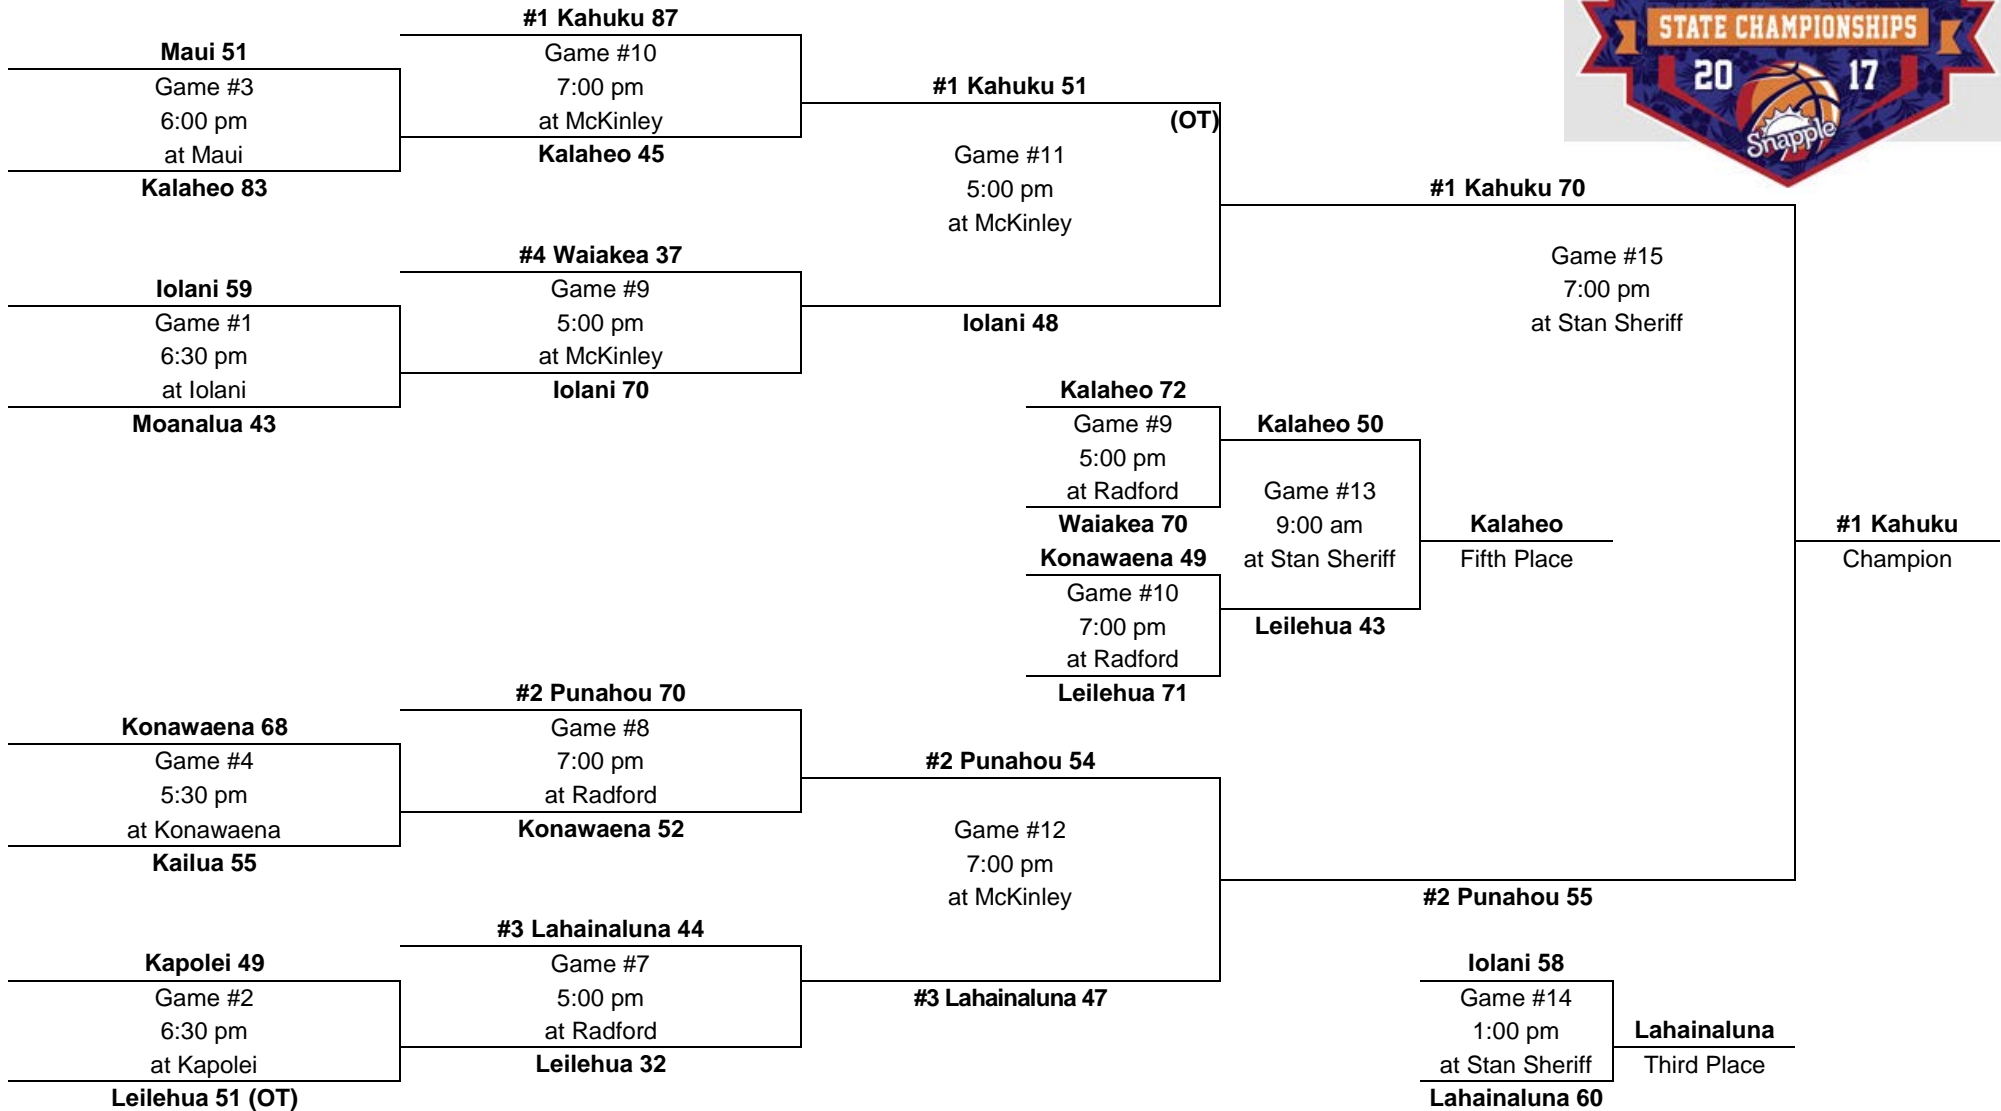 STATE CHAMPIONSHIPS
20 17
Snapple
#1 Kahuku 87
Maui 51
Game #3
6:00 pm
at Maui
Kalaheo 83
Game #10
7:00 pm
at McKinley
Kalaheo 45
#1 Kahuku 51
(OT)
Game #11
5:00 pm
at McKinley
#4 Waiakea 37
Iolani 59
Game #1
6:30 pm
at Iolani
Moanalua 43
Game #9
5:00 pm
at McKinley
Iolani 70
Iolani 48
#1 Kahuku 70
Game #15
7:00 pm
at Stan Sheriff
Kalaheo 72
Game #9
5:00 pm
at Radford
Waiakea 70
Kalaheo 50
Game #13
9:00 am
at Stan Sheriff
Konawaena 49
Game #10
7:00 pm
at Radford
Leilehua 71
Leilehua 43
Kalaheo
Fifth Place
#1 Kahuku
Champion
#2 Punahou 70
Konawaena 68
Game #4
5:30 pm
at Konawaena
Kailua 55
Game #8
7:00 pm
at Radford
Konawaena 52
#2 Punahou 54
Game #12
7:00 pm
at McKinley
#3 Lahainaluna 44
Kapolei 49
Game #2
6:30 pm
at Kapolei
Leilehua 51 (OT)
Game #7
5:00 pm
at Radford
Leilehua 32
#3 Lahainaluna 47
#2 Punahou 55
Iolani 58
Game #14
1:00 pm
at Stan Sheriff
Lahainaluna 60
Lahainaluna
Third Place